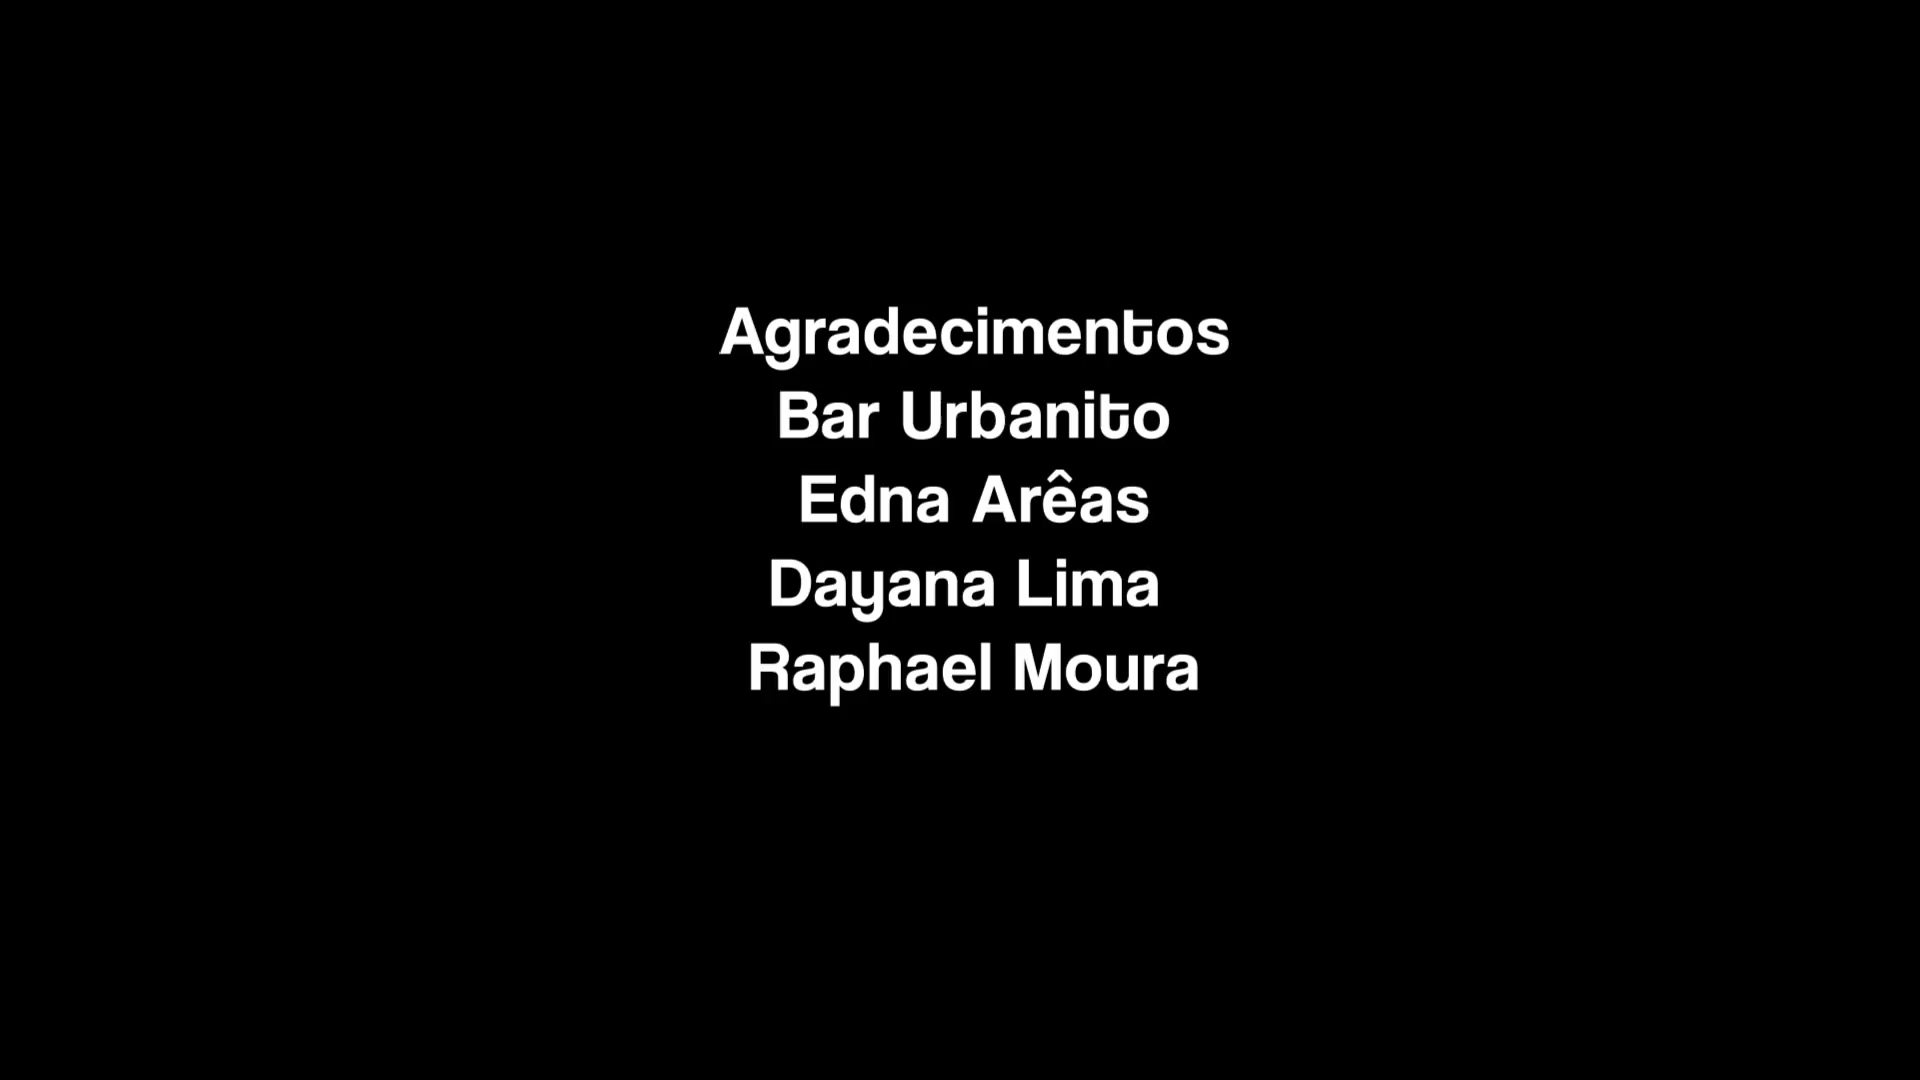 Agradecimentos
Bar Urbanito
Edna Arêas
Dayana Lima
Raphael Moura